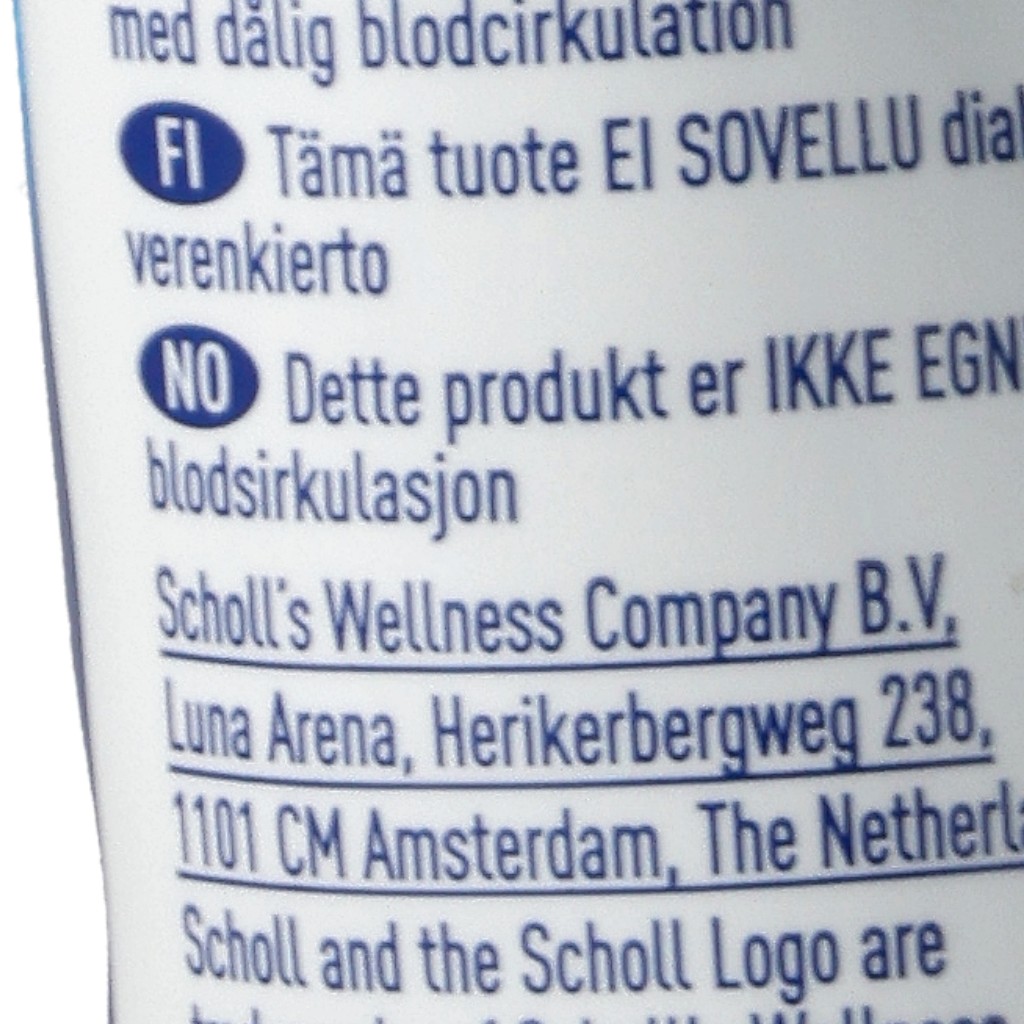 med dålig blodcirkulation
FI Tämä tuote EI SOVELLU
verenkierto
NO Dette produkt er IKKE
blodsirkulasjon
Scholl's Wellness Company B.V,
Luna Arena, Herikerbergweg 238,
1101 CM Amsterdam, The
Scholl and the Scholl Logo are